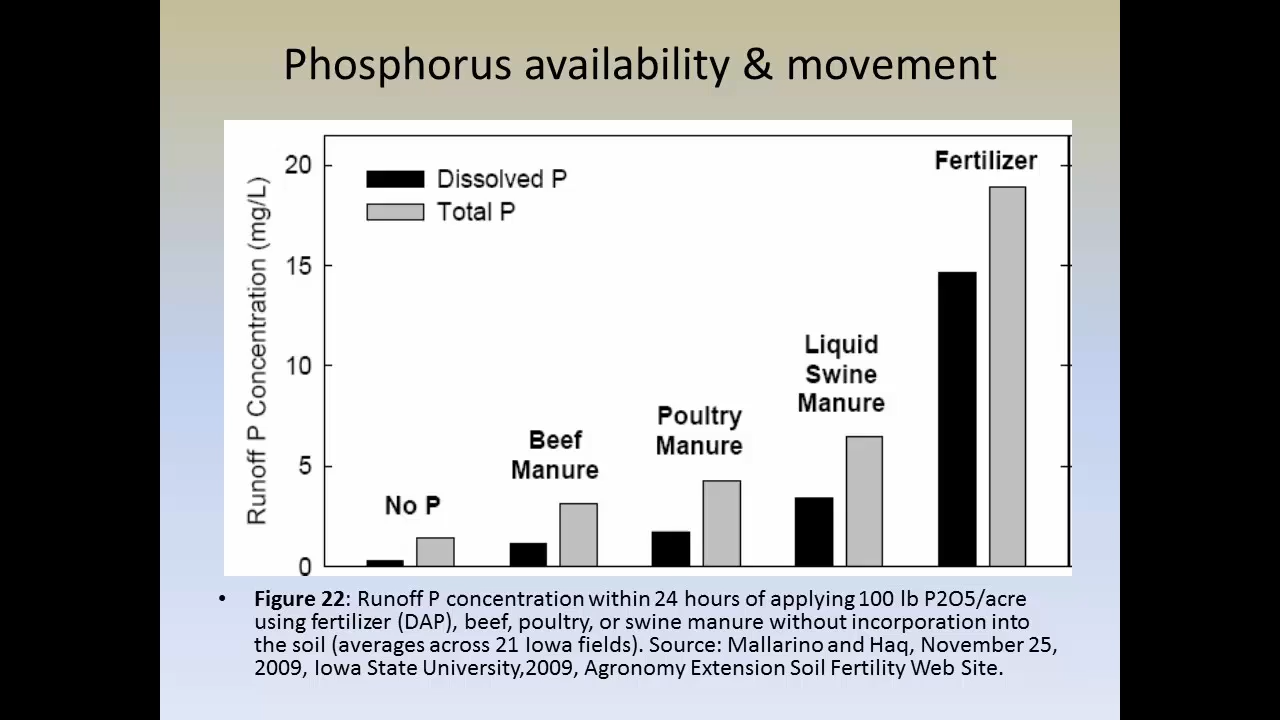 Phosphorus availability & movement
Fertilizer
20
Dissolved P
Total P
15
Runoff P Concentration (mg/L)
Liquid
Swine
Manure
10
Poultry
Manure
Beef
Manure
5
No P
0
• Figure 22: Runoff P concentration within 24 hours of applying 100 lb P2O5/acre
using fertilizer (DAP), beef, poultry, or swine manure without incorporation into
the soil (averages across 21 Iowa fields). Source: Mallarino and Haq, November 25,
2009, Iowa State University,2009, Agronomy Extension Soil Fertility Web Site.